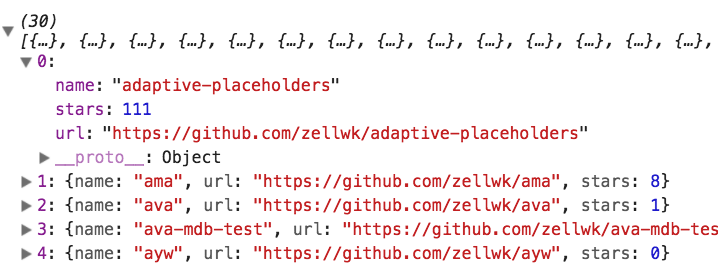 (30)
[{…}, {…}, {…}, {…}, {…}, {…}, {…}, {…}, {…}, {…}, {…}, {…}, {…}, {…},
0:
name: "adaptive-placeholders"
stars: 111
url: "https://github.com/zellwk/adaptive-placeholders"
__proto__: Object
1: {name: "ama", url: "https://github.com/zellwk/ama", stars: 8}
2: {name: "ava", url: "https://github.com/zellwk/ava", stars: 1}
3: {name: "ava-mdb-test", url: "https://github.com/zellwk/ava-mdb-tes
4: {name: "ayw", url: "https://github.com/zellwk/ayw", stars: 0}